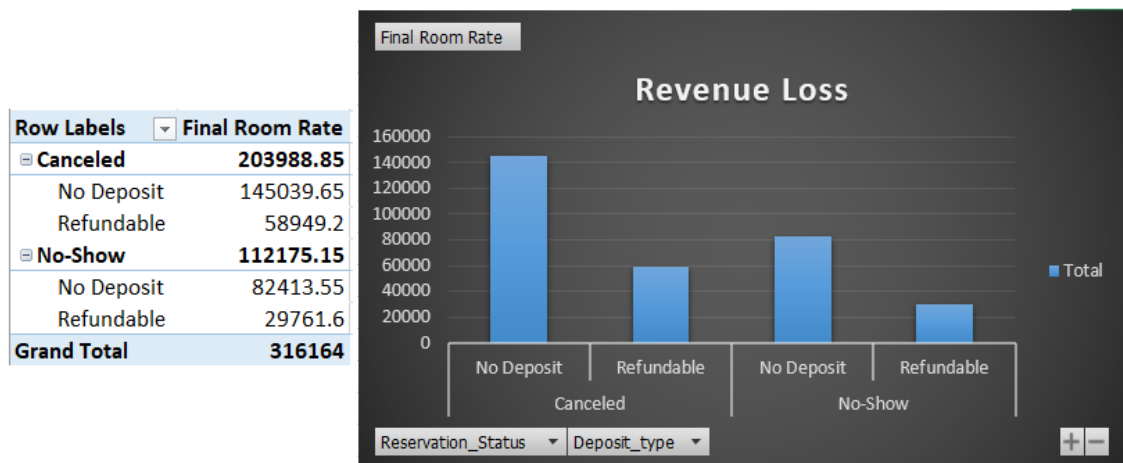 Row Labels Final Room Rate
Canceled 203988.85
No Deposit 145039.65
Refundable 58949.2
No-Show 112175.15
No Deposit 82413.55
Refundable 29761.6
Grand Total 316164
Final Room Rate
Revenue Loss
160000
140000
120000
100000
80000
60000
40000
20000
0
No Deposit Refundable No Deposit Refundable
Canceled No-Show
Total
Reservation_Status Deposit_type